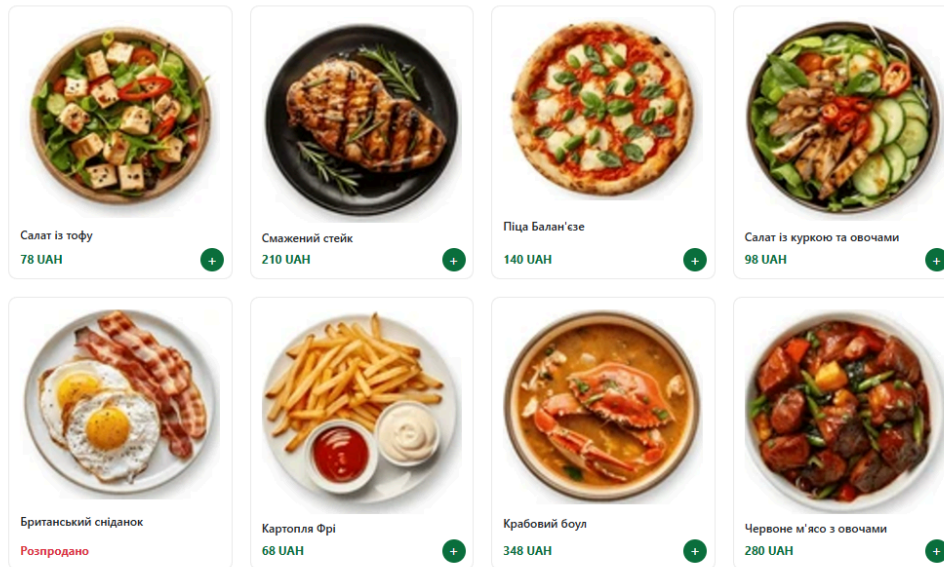 Салат із тофу
78 UAH
+
Смажений стейк
210 UAH
+
Піца Балан'єзе
140 UAH
+
Салат із куркою та овочами
98 UAH
+
Британський сніданок
Розпродано
Картопля Фрі
68 UAH
+
Крабовий боул
348 UAH
+
Червоне м'ясо з овочами
280 UAH
+